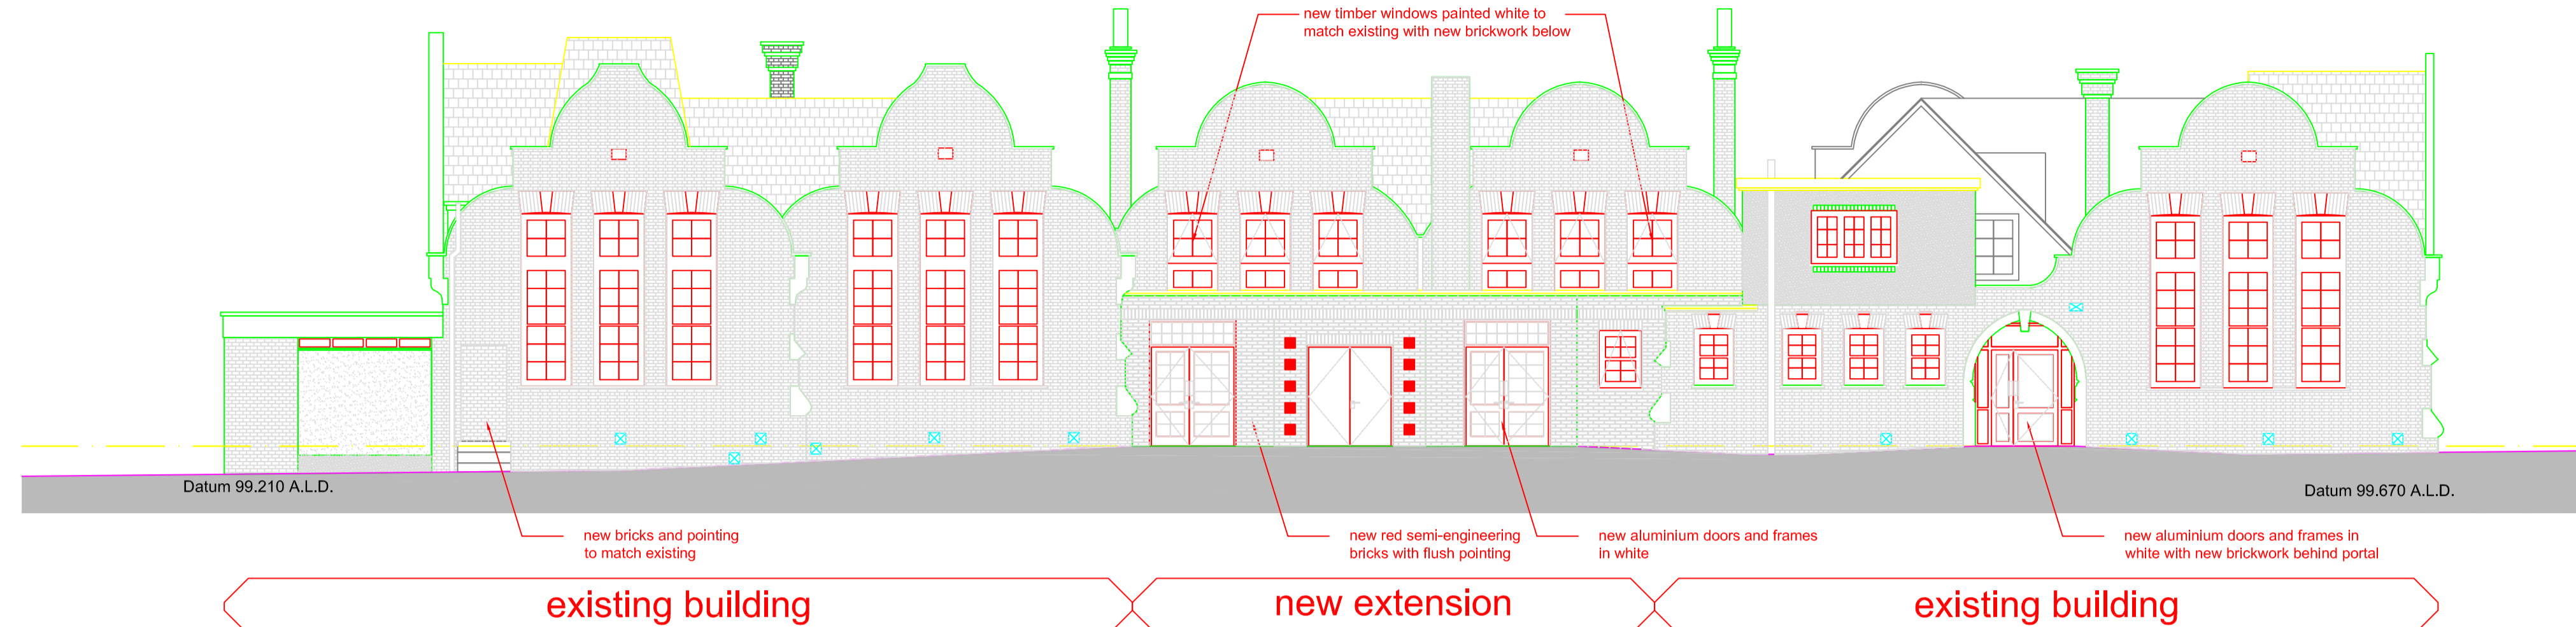 new timber windows painted white to
match existing with new brickwork below
Datum 99.210 A.L.D.
Datum 99.670 A.L.D.
new bricks and pointing
to match existing
new red semi-engineering
bricks with flush pointing
new aluminium doors and frames
in white
new aluminium doors and frames in
white with new brickwork behind portal
existing building
new extension
existing building